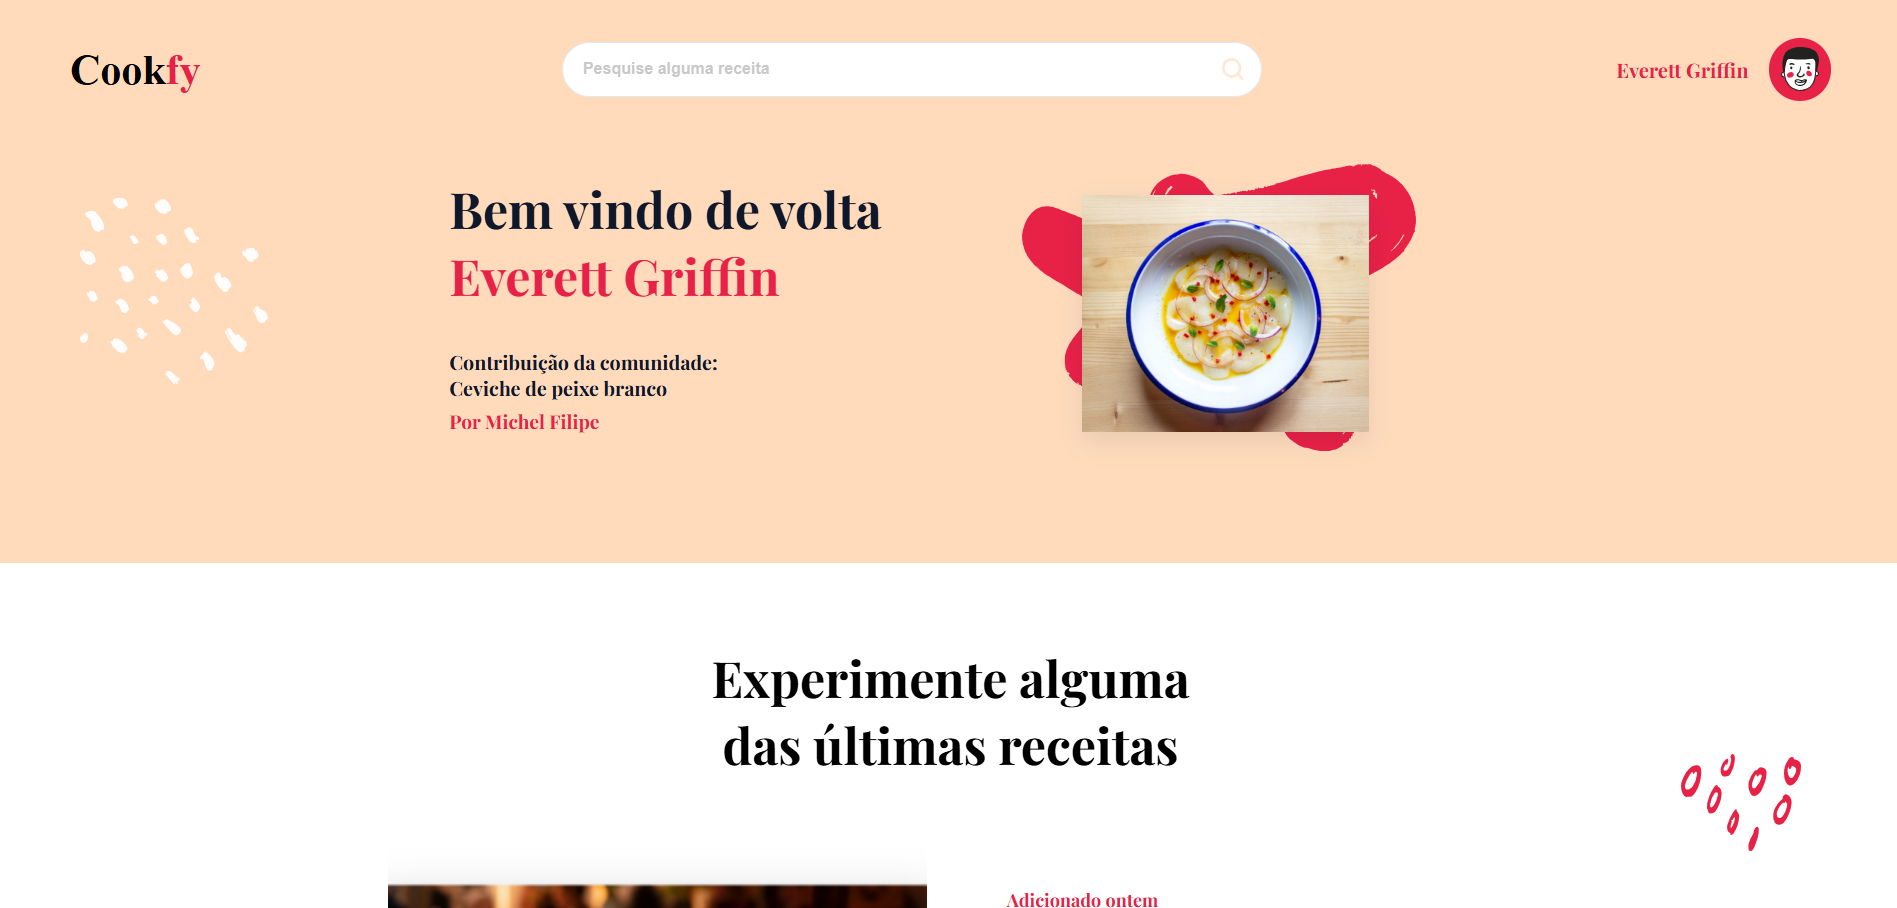 Cookfy
Pesquise alguma receita
Everett Griffin
Bem vindo de volta
Everett Griffin
Contribuição da comunidade:
Ceviche de peixe branco
Por Michel Filipe
Experimente alguma
das últimas receitas
Adicionado ontem